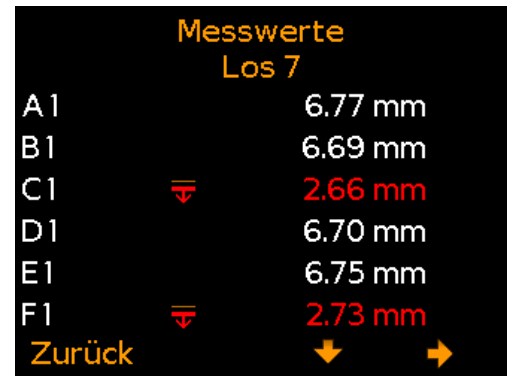 Messwerte
Los 7
A1 6.77 mm
B1 6.69 mm
C1 2.66 mm
D1 6.70 mm
E1 6.75 mm
F1 2.73 mm
Zurück